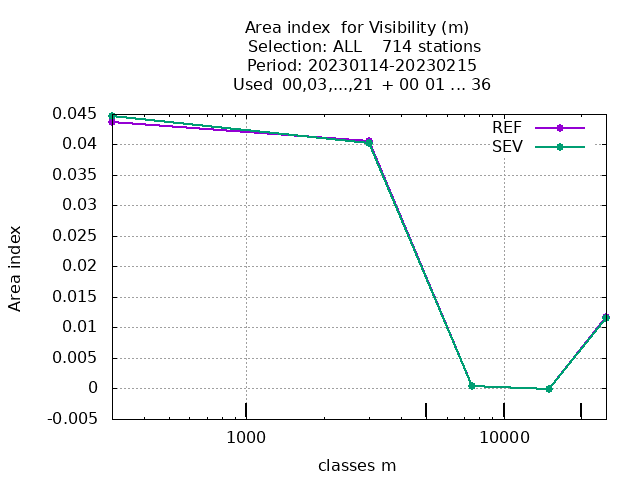 Area index  for Visibility (m)
Selection: ALL    714 stations
Period: 20230114-20230215
Used  00,03,...,21  + 00 01 ... 36
REF
SEV
0.045
0.04
0.035
0.03
0.025
0.02
0.015
0.01
0.005
0
-0.005
Area index
1000
10000
classes m